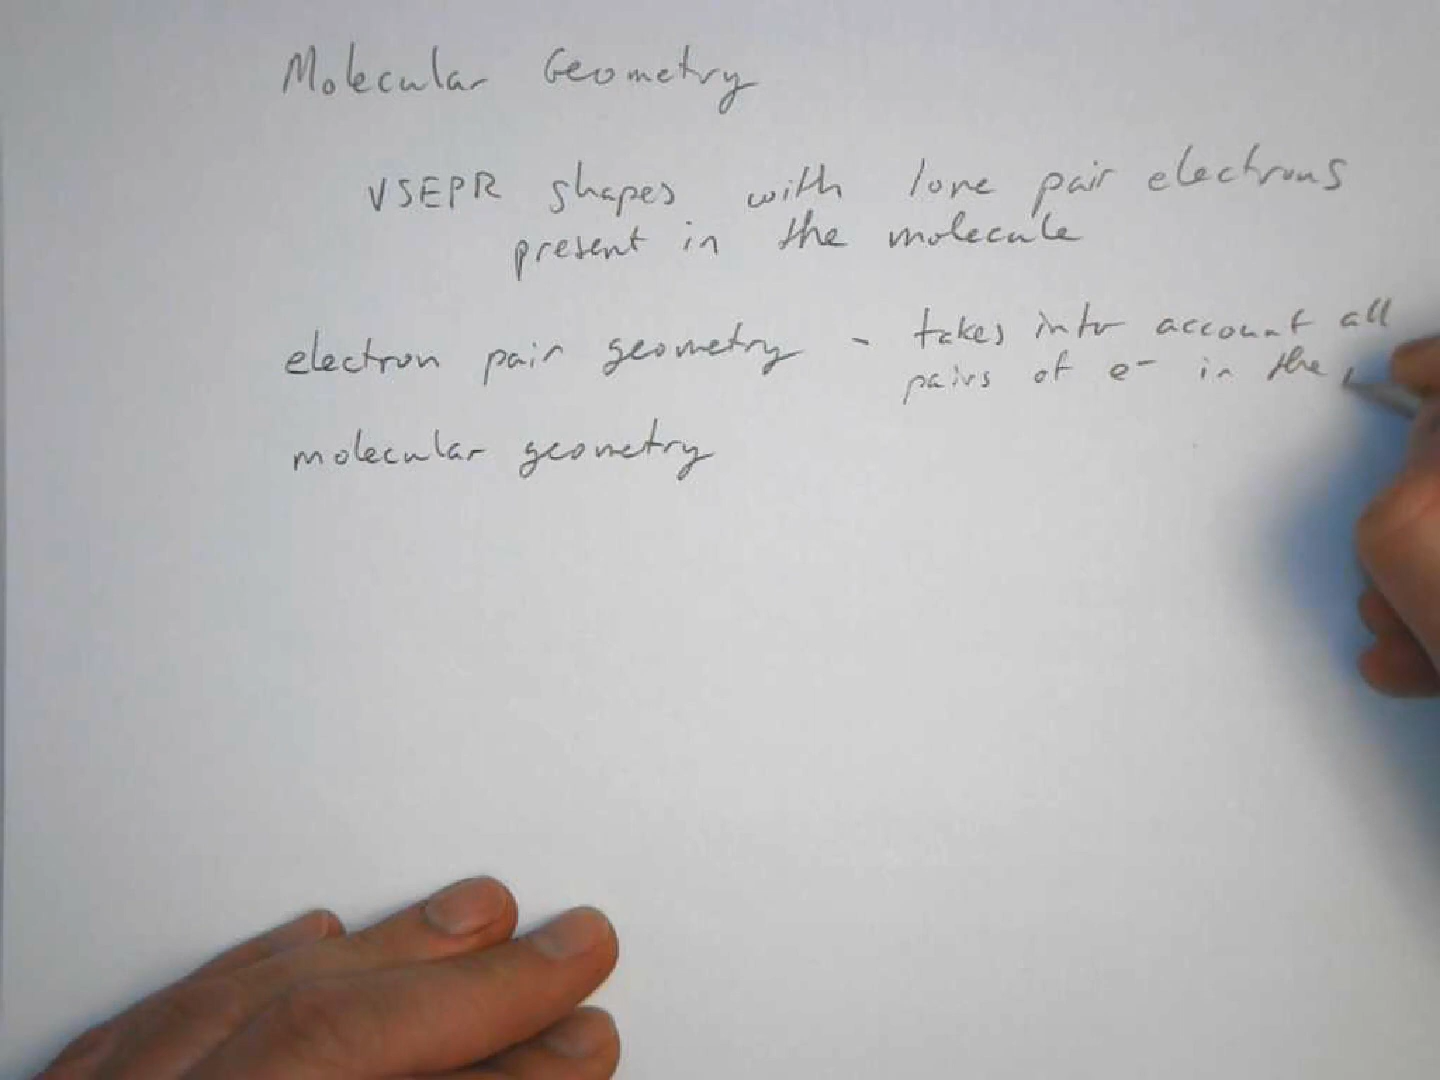 Molecular Geometry
VSEPR shapes with lone pair electrons
present in the molecule
electron pair geometry - takes into account all
pairs of e- in the
molecular geometry